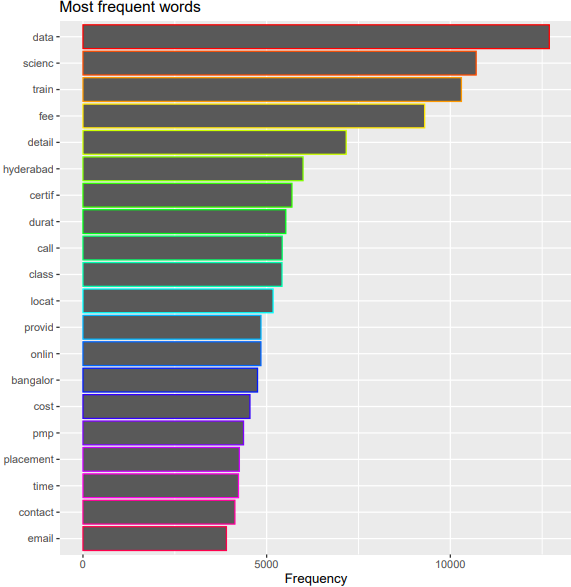 Most frequent words
data
scienc
train
fee
detail
hyderabad
certif
durat
call
class
locat
provid
onlin
bangalor
cost
pmp
placement
time
contact
email
0 5000 10000
Frequency